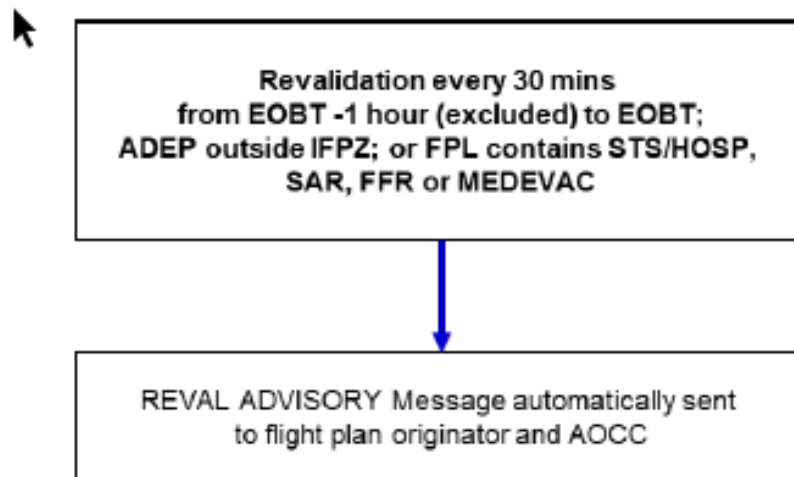 Revalidation every 30 mins
from EOBT -1 hour (excluded) to EOBT;
ADEP outside IFPZ; or FPL contains STS/HOSP,
SAR, FFR or MEDEVAC
REVAL ADVISORY Message automatically sent
to flight plan originator and AOCC